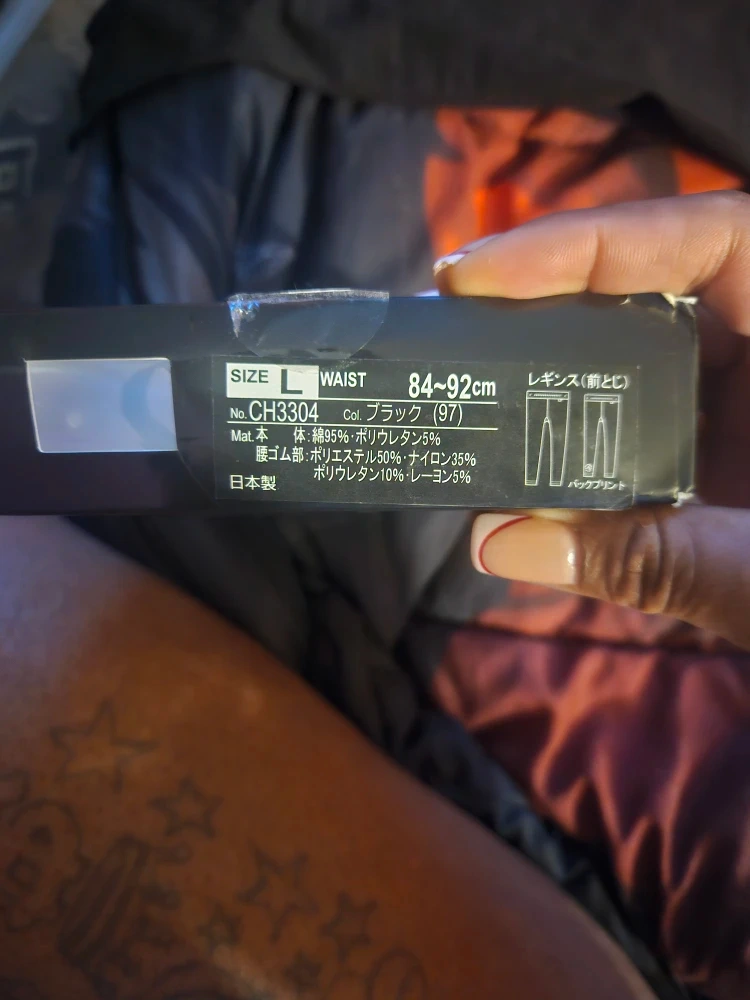 SIZE L WAIST 84~92cm
No. CH3304 Col. ブラック (97)
Mat. 本　体:綿95%・ポリウレタン5%
腰ゴム部:ポリエステル50%・ナイロン35%
ポリウレタン10%・レーヨン5%
日本製
レギンス(前とじ)
バックプリント